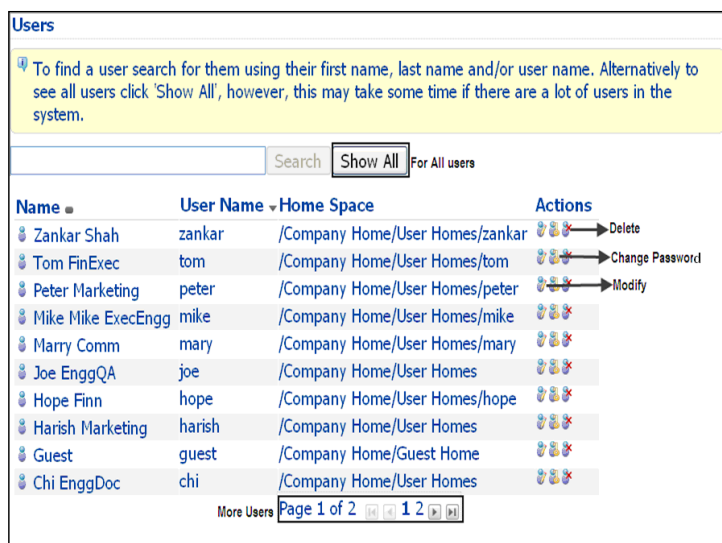 Users
To find a user search for them using their first name, last name and/or user name. Alternatively to
see all users click 'Show All', however, this may take some time if there are a lot of users in the
system.
Search Show All For All users
Name User Name Home Space Actions
Zankar Shah zankar /Company Home/User Homes/zankar Delete
Tom FinExec tom /Company Home/User Homes/tom Change Password
Peter Marketing peter /Company Home/User Homes/peter Modify
Mike Mike ExecEngg mike /Company Home/User Homes/mike
Marry Comm mary /Company Home/User Homes/mary
Joe EnggQA joe /Company Home/User Homes
Hope Finn hope /Company Home/User Homes/hope
Harish Marketing harish /Company Home/User Homes
Guest guest /Company Home/Guest Home
Chi EnggDoc chi /Company Home/User Homes
More Users Page 1 of 2 1 2